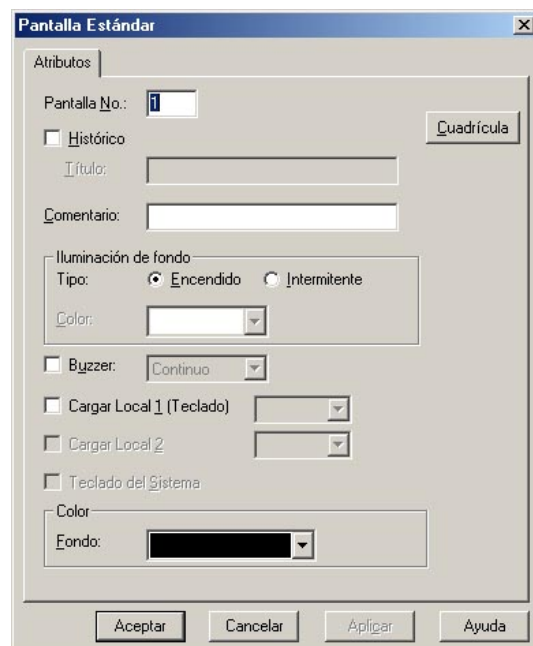 Pantalla Estándar
Atributos
Pantalla No.: 1
Cuadrícula
Histórico
Título:
Comentario:
Iluminación de fondo
Tipo: Encendido Intermitente
Color:
Buzzer: Continuo
Cargar Local 1 (Teclado)
Cargar Local 2
Teclado del Sistema
Color
Fondo:
Aceptar Cancelar Aplicar Ayuda